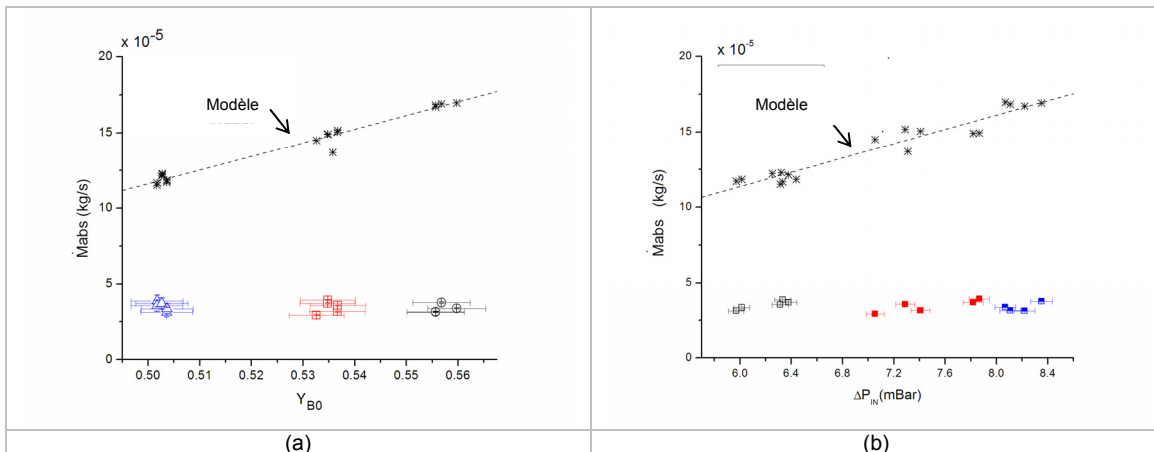 x 10⁻⁵
20
15
10
5
0
Mabs (kg/s)
Modèle
0.50 0.51 0.52 0.53 0.54 0.55 0.56
Y_B0
(a)
x 10⁻⁵
20
15
10
5
0
Mabs (kg/s)
Modèle
6.0 6.4 6.8 7.2 7.6 8.0 8.4
ΔP_IN(mBar)
(b)